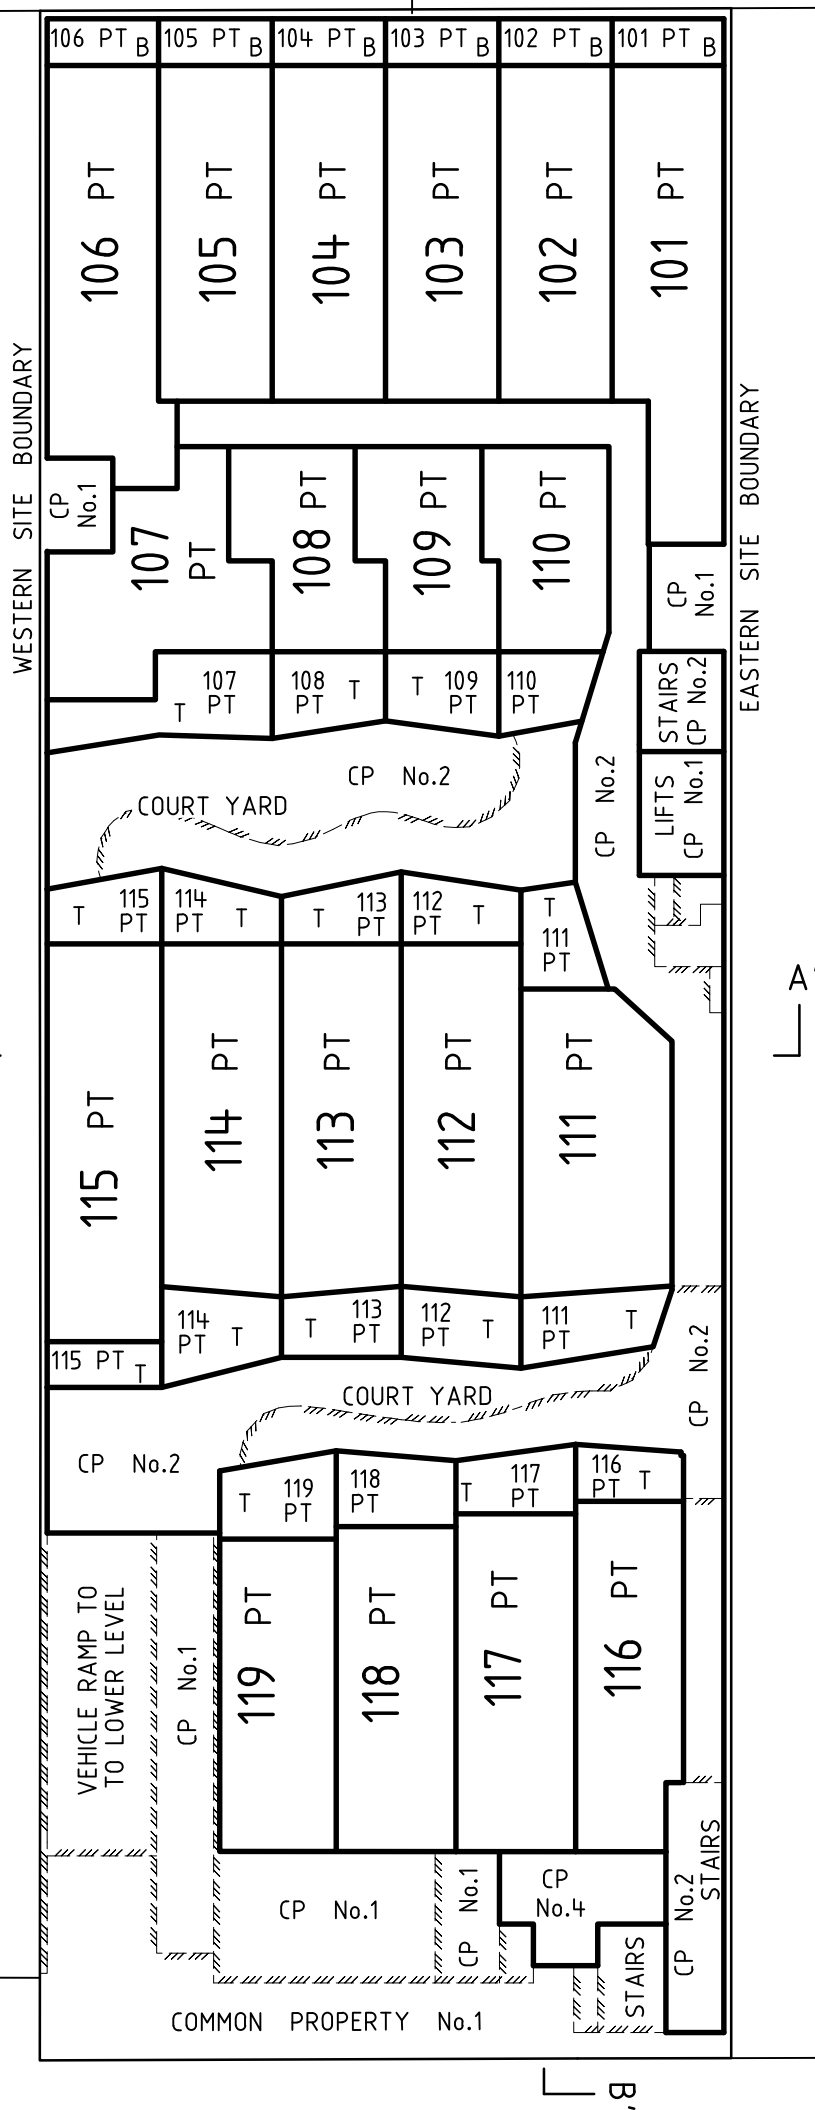 106 PT B
105 PT B
104 PT B
103 PT B
102 PT B
101 PT B
106 PT
105 PT
104 PT
103 PT
102 PT
101 PT
WESTERN SITE BOUNDARY
EASTERN SITE BOUNDARY
CP
No.1
107
PT
108 PT
109 PT
110 PT
CP
No.1
STAIRS
CP No.2
LIFTS
CP No.1
T
107
PT
108
PT
T
T
109
PT
110
PT
CP No.2
CP No.2
COURT YARD
T
115
PT
114
PT
T
T
113
PT
112
PT
T
T
111
PT
A'
115 PT
114 PT
113 PT
112 PT
111 PT
115 PT T
114
PT
T
T
113
PT
112
PT
T
111
PT
T
CP No.2
COURT YARD
CP No.2
T
119
PT
118
PT
T
117
PT
116
PT
T
119 PT
118 PT
117 PT
116 PT
VEHICLE RAMP TO
TO LOWER LEVEL
CP No.1
CP No.1
CP No.1
CP
No.4
STAIRS
CP No.2
STAIRS
COMMON PROPERTY No.1
B'